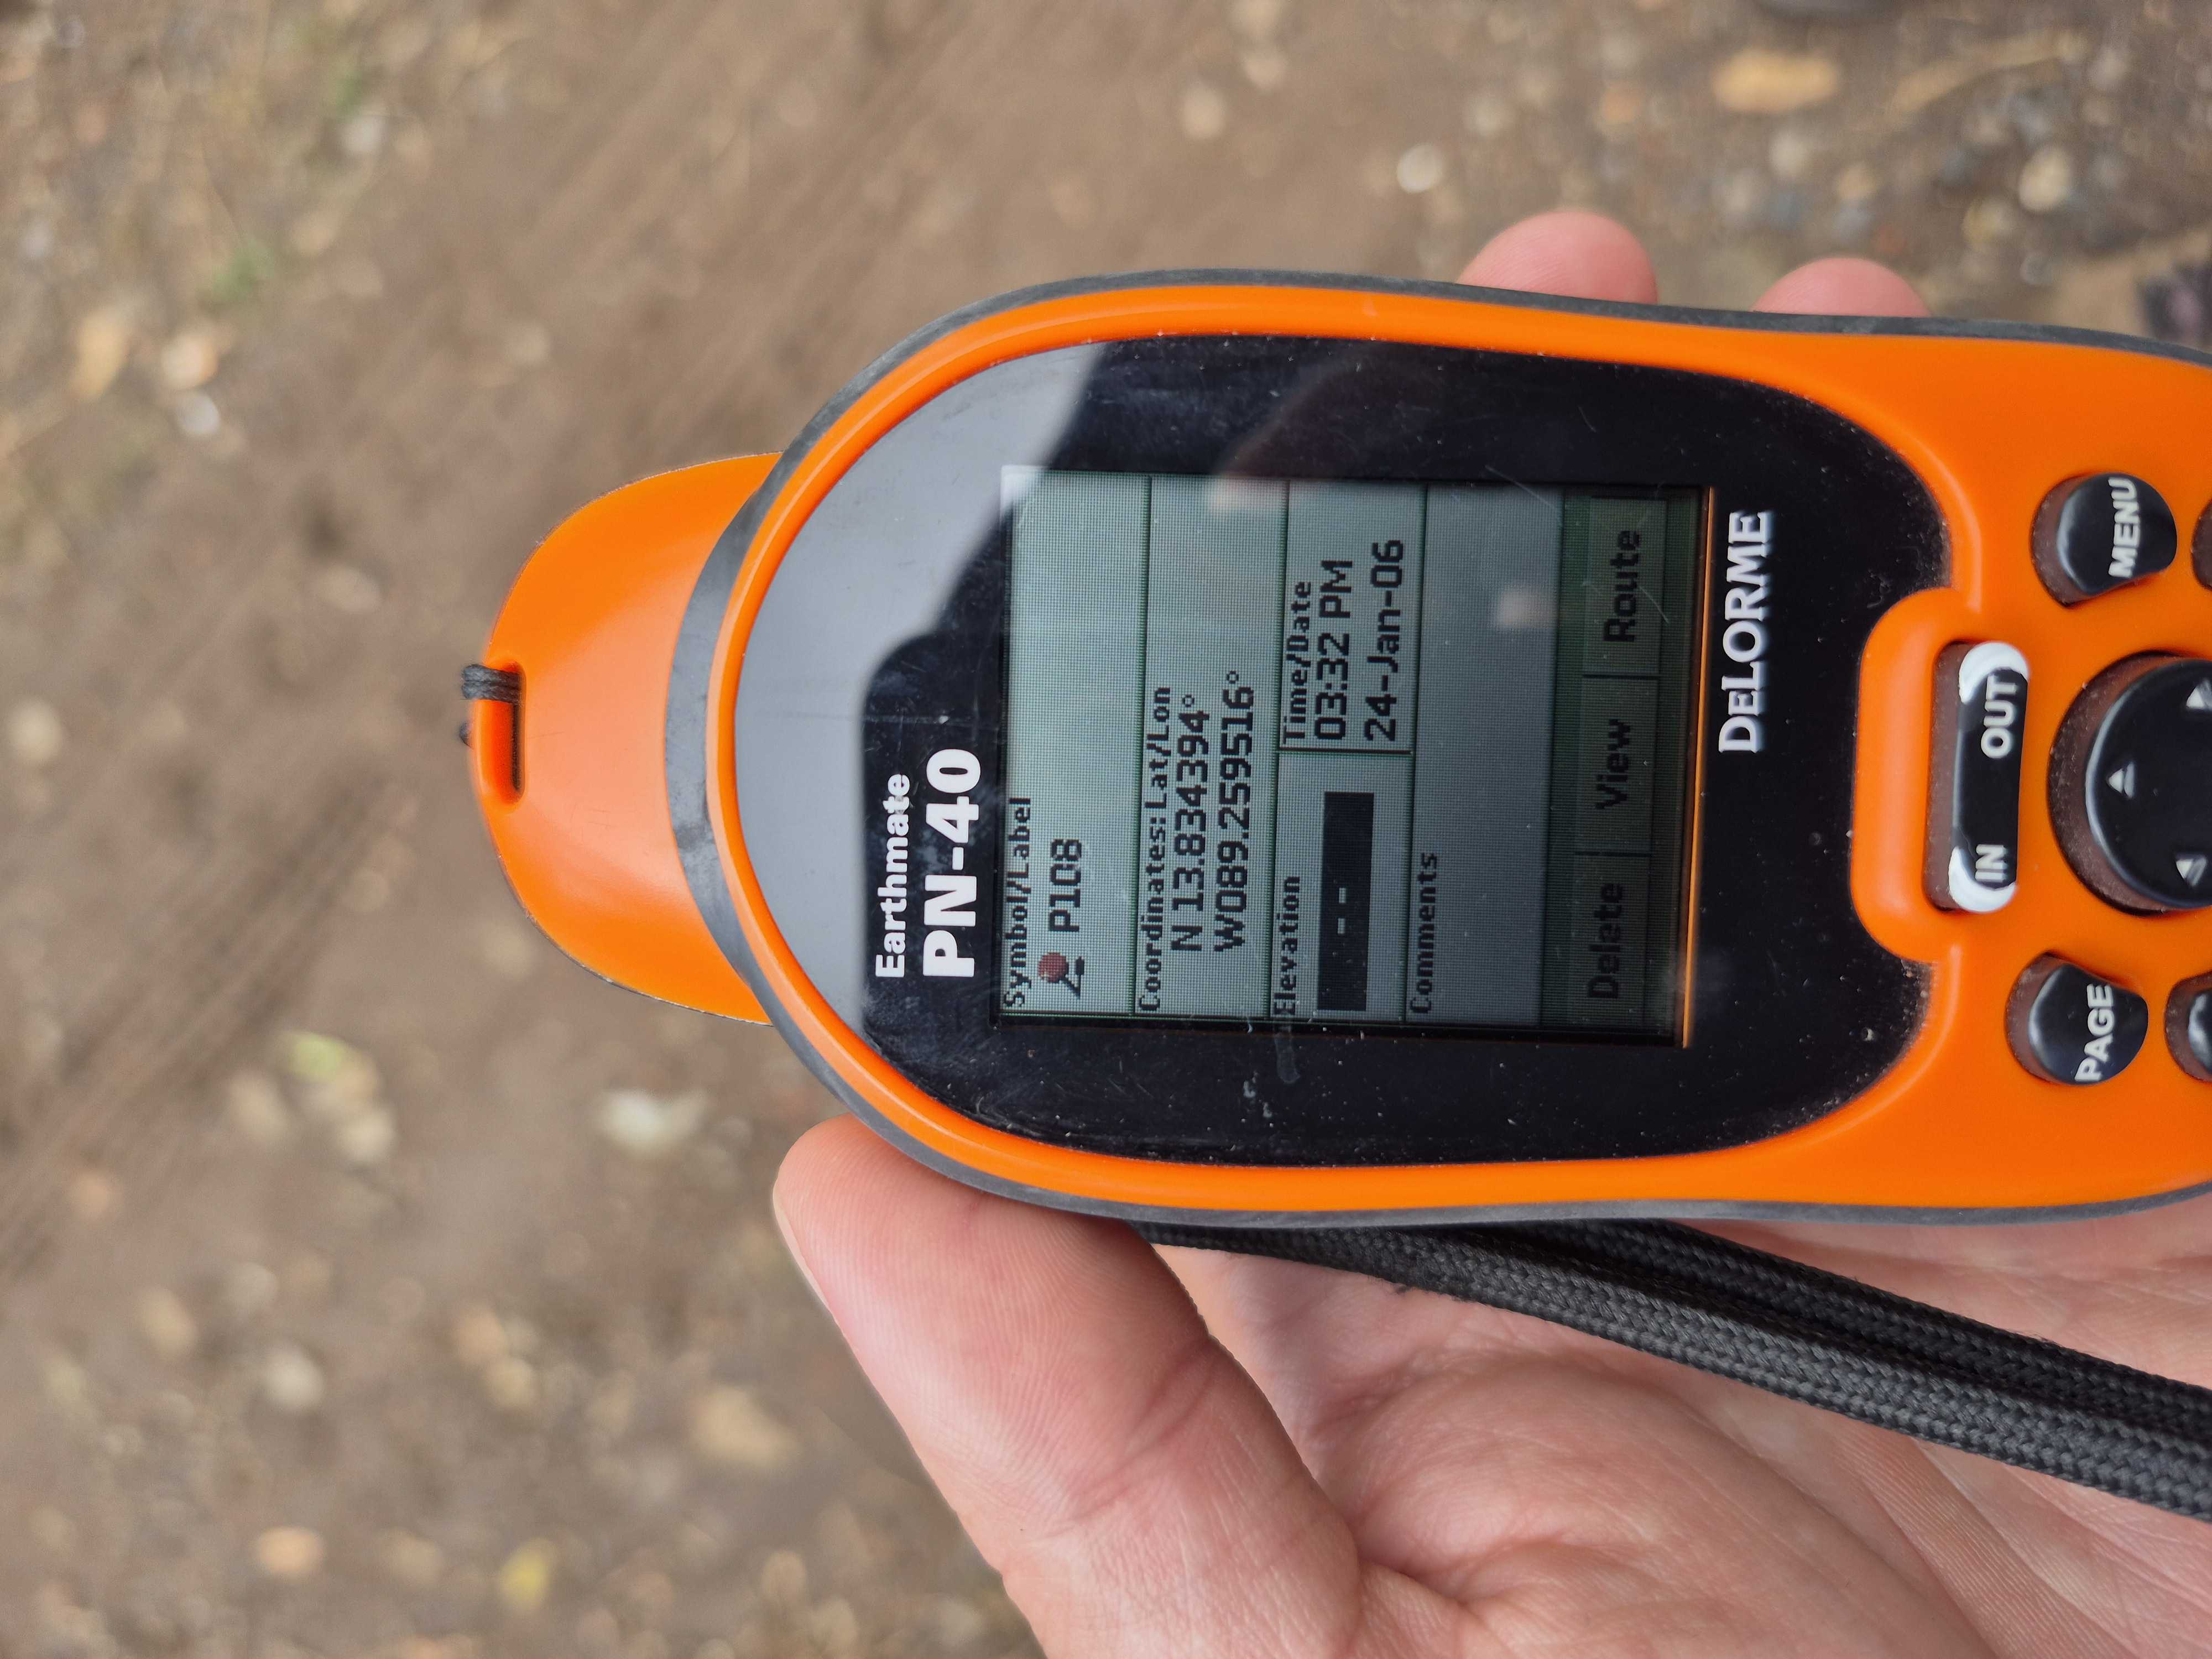 Earthmate
PN-40
Symbol/Label
P108
Coordinates: Lat/Lon
N 13.834394°
W089.259516°
Elevation
--
Time/Date
03:32 PM
24-Jan-06
Comments
Delete View Route
DELORME
IN OUT
PAGE
MENU